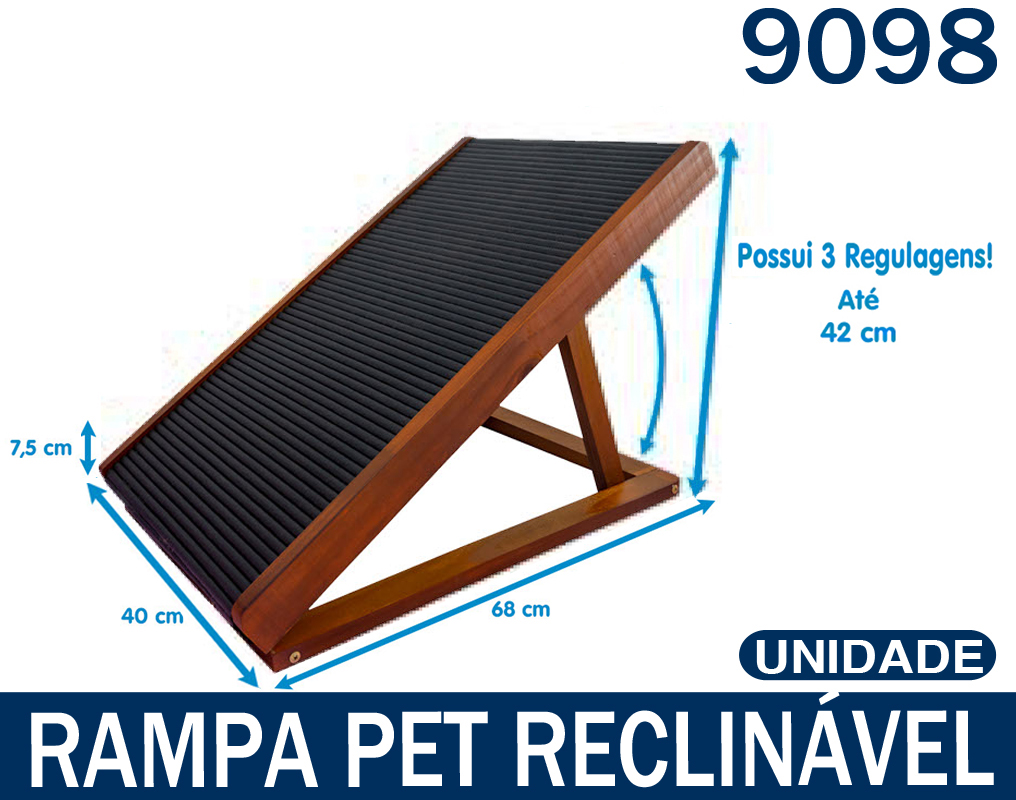 9098
Possui 3 Regulagens!
Até
42 cm
7,5 cm
40 cm
68 cm
UNIDADE
RAMPA PET RECLINÁVEL